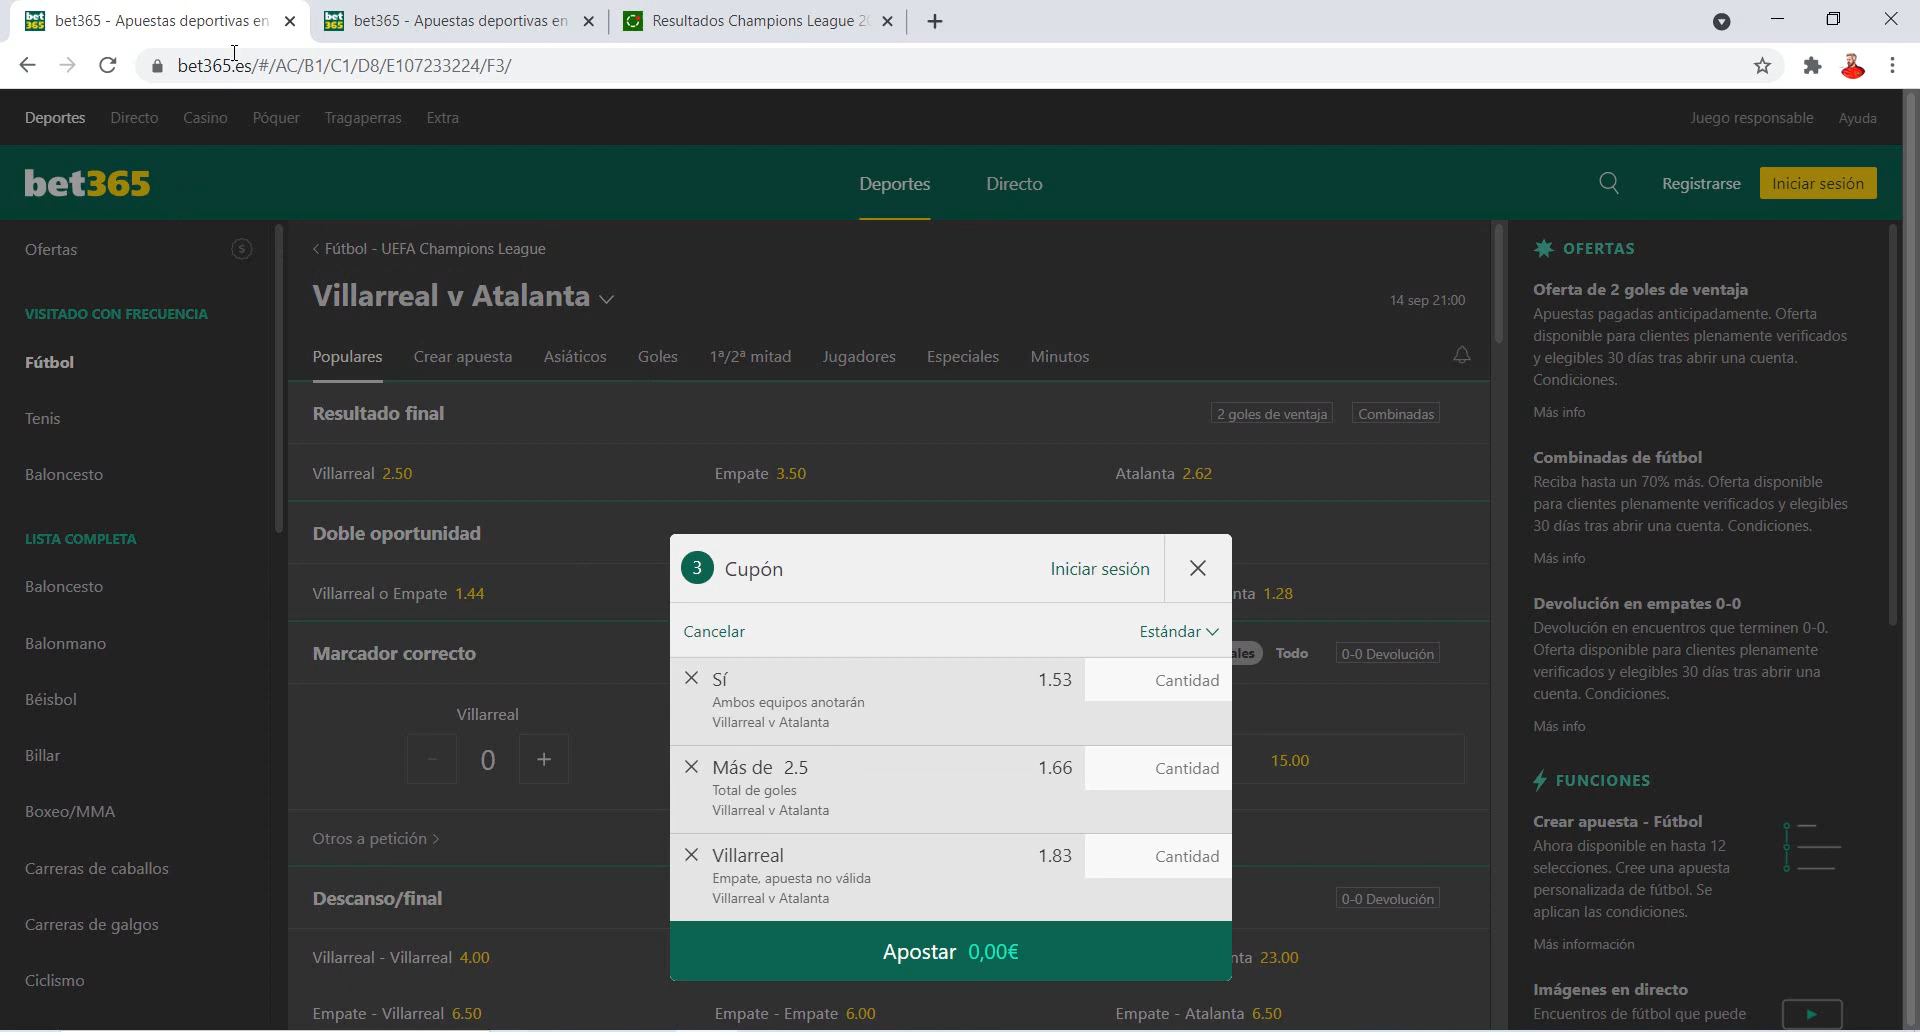 bet365 - Apuestas deportivas en
bet365 - Apuestas deportivas en
Resultados Champions League 20
bet365.es/#/AC/B1/C1/D8/E107233224/F3/
Deportes Directo Casino Póquer Tragaperras Extra
Juego responsable Ayuda
bet365
Deportes Directo
Registrarse Iniciar sesión
Ofertas
VISITADO CON FRECUENCIA
Fútbol
Tenis
Baloncesto
LISTA COMPLETA
Baloncesto
Balonmano
Béisbol
Billar
Boxeo/MMA
Carreras de caballos
Carreras de galgos
Ciclismo
< Fútbol - UEFA Champions League
Villarreal v Atalanta
14 sep 21:00
Populares Crear apuesta Asiáticos Goles 1ª/2ª mitad Jugadores Especiales Minutos
Resultado final
2 goles de ventaja Combinadas
Villarreal 2.50 Empate 3.50 Atalanta 2.62
Doble oportunidad
Villarreal o Empate 1.44 nta 1.28
Marcador correcto
ales Todo 0-0 Devolución
Villarreal
- 0 +
15.00
Otros a petición >
Descanso/final
0-0 Devolución
Villarreal - Villarreal 4.00 nta 23.00
Empate - Villarreal 6.50 Empate - Empate 6.00 Empate - Atalanta 6.50
3 Cupón Iniciar sesión
Cancelar Estándar
Sí 1.53 Cantidad
Ambos equipos anotarán
Villarreal v Atalanta
Más de 2.5 1.66 Cantidad
Total de goles
Villarreal v Atalanta
Villarreal 1.83 Cantidad
Empate, apuesta no válida
Villarreal v Atalanta
Apostar 0,00€
OFERTAS
Oferta de 2 goles de ventaja
Apuestas pagadas anticipadamente. Oferta
disponible para clientes plenamente verificados
y elegibles 30 días tras abrir una cuenta.
Condiciones.
Más info
Combinadas de fútbol
Reciba hasta un 70% más. Oferta disponible
para clientes plenamente verificados y elegibles
30 días tras abrir una cuenta. Condiciones.
Más info
Devolución en empates 0-0
Devolución en encuentros que terminen 0-0.
Oferta disponible para clientes plenamente
verificados y elegibles 30 días tras abrir una
cuenta. Condiciones.
Más info
FUNCIONES
Crear apuesta - Fútbol
Ahora disponible en hasta 12
selecciones. Cree una apuesta
personalizada de fútbol. Se
aplican las condiciones.
Más información
Imágenes en directo
Encuentros de fútbol que puede